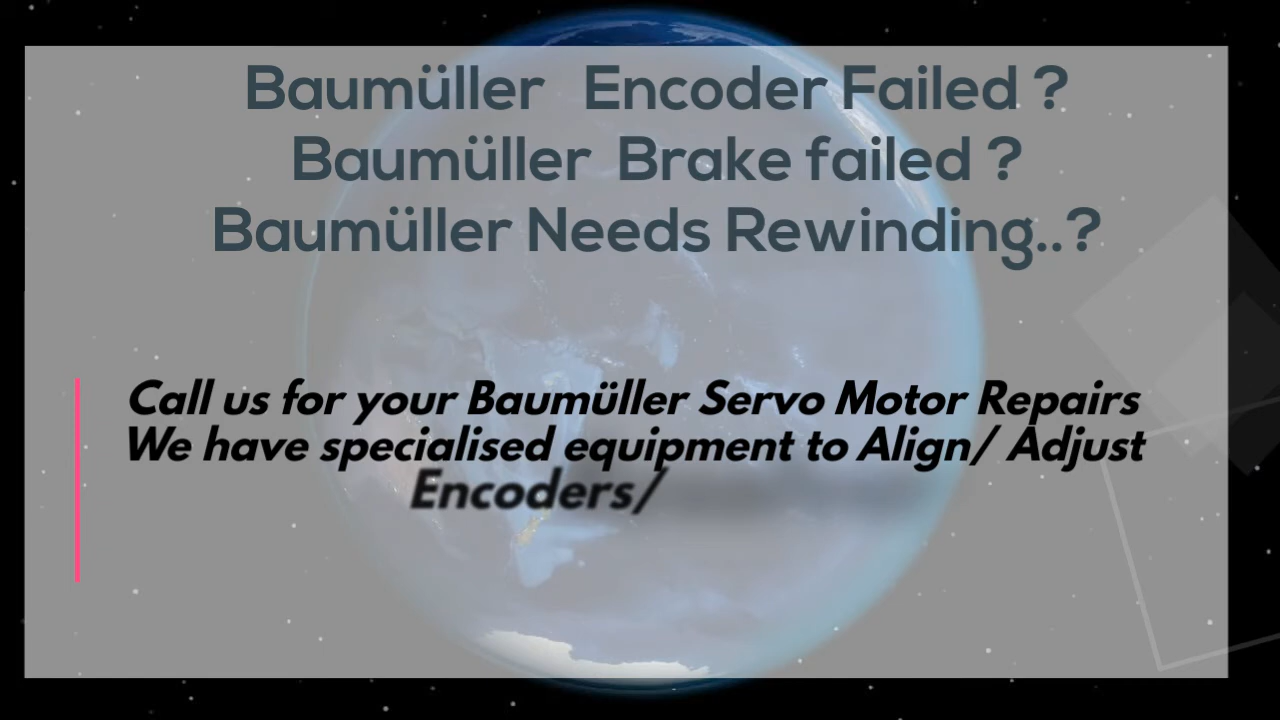 Baumüller Encoder Failed ?
Baumüller Brake failed ?
Baumüller Needs Rewinding..?
Call us for your Baumüller Servo Motor Repairs
We have specialised equipment to Align/ Adjust
Encoders/